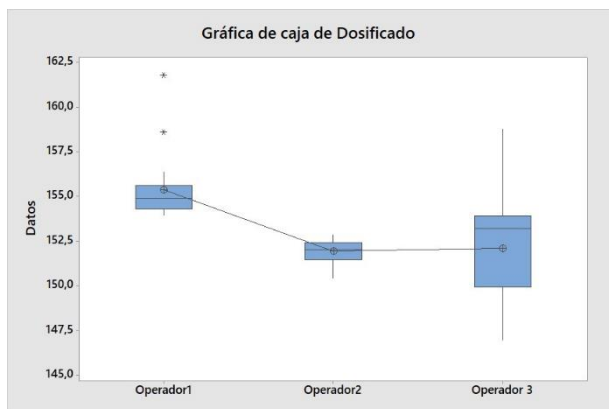 Gráfica de caja de Dosificado
162,5
160,0
157,5
155,0
152,5
150,0
147,5
145,0
Datos
Operador1 Operador2 Operador 3